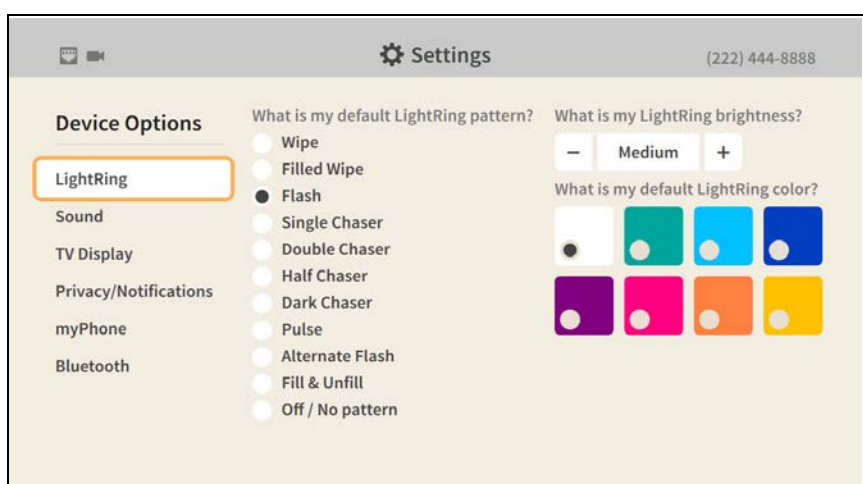 Settings
(222) 444-8888
Device Options
LightRing
Sound
TV Display
Privacy/Notifications
myPhone
Bluetooth
What is my default LightRing pattern?
Wipe
Filled Wipe
Flash
Single Chaser
Double Chaser
Half Chaser
Dark Chaser
Pulse
Alternate Flash
Fill & Unfill
Off / No pattern
What is my LightRing brightness?
− Medium +
What is my default LightRing color?